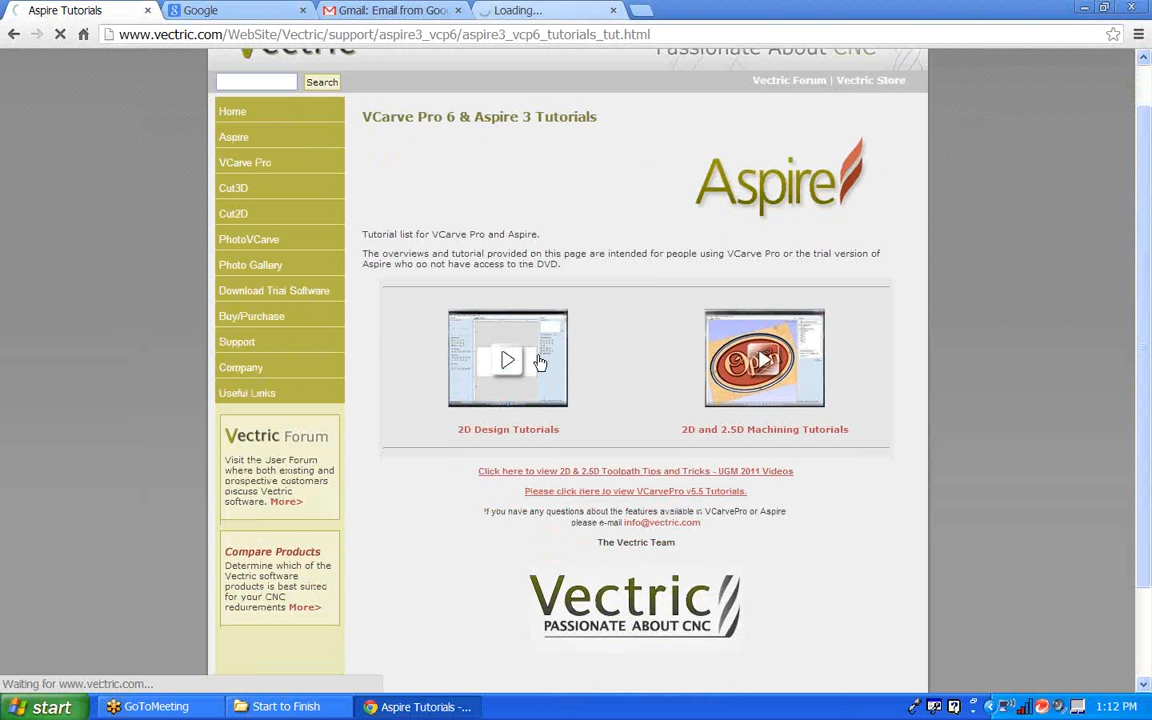 Aspire Tutorials
Google
Gmail: Email from Goo
Loading...
www.vectric.com/WebSite/Vectric/support/aspire3_vcp6/aspire3_vcp6_tutorials_tut.html
Vectric
Passionate About CNC
Search
Vectric Forum | Vectric Store
Home
Aspire
VCarve Pro
Cut3D
Cut2D
PhotoVCarve
Photo Gallery
Download Trial Software
Buy/Purchase
Support
Company
Useful Links
VCarve Pro 6 & Aspire 3 Tutorials
Aspire
Tutorial list for VCarve Pro and Aspire.
The overviews and tutorial provided on this page are intended for people using VCarve Pro or the trial version of
Aspire who do not have access to the DVD.
Open
2D Design Tutorials
2D and 2.5D Machining Tutorials
Click here to view 2D & 2.5D Toolpath Tips and Tricks - UGM 2011 Videos
Please click here to view VCarvePro v5.5 Tutorials.
If you have any questions about the features available in VCarvePro or Aspire
please e-mail info@vectric.com
The Vectric Team
Vectric
PASSIONATE ABOUT CNC
Vectric Forum
Visit the User Forum
where both existing and
prospective customers
discuss Vectric
software. More>
Compare Products
Determine which of the
Vectric software
products is best suited
for your CNC
requirements More>
Waiting for www.vectric.com...
start
GoToMeeting
Start to Finish
Aspire Tutorials -...
1:12 PM